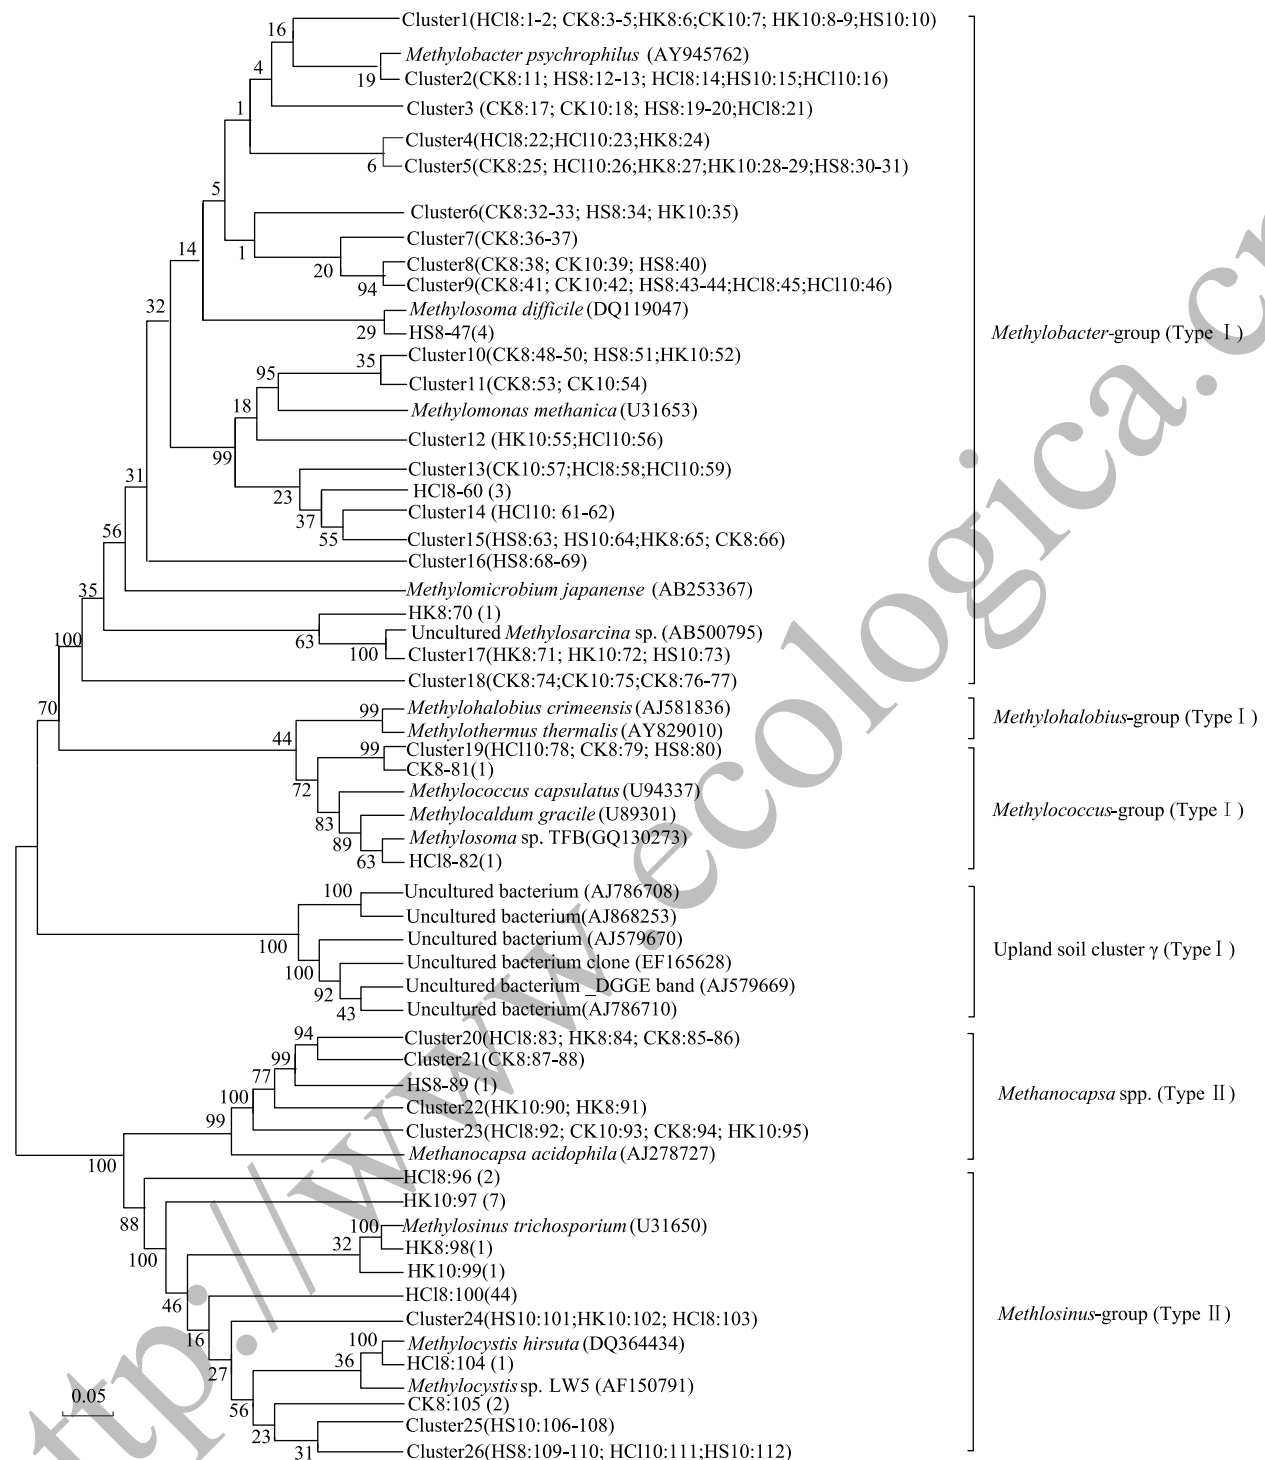 Cluster1(HCl8:1-2; CK8:3-5;HK8:6;CK10:7; HK10:8-9;HS10:10)
16
Methylobacter psychrophilus (AY945762)
4
19
Cluster2(CK8:11; HS8:12-13; HCl8:14;HS10:15;HCl10:16)
1
Cluster3 (CK8:17; CK10:18; HS8:19-20;HCl8:21)
Cluster4(HCl8:22;HCl10:23;HK8:24)
6
Cluster5(CK8:25; HCl10:26;HK8:27;HK10:28-29;HS8:30-31)
5
Cluster6(CK8:32-33; HS8:34; HK10:35)
Cluster7(CK8:36-37)
14
1
20
Cluster8(CK8:38; CK10:39; HS8:40)
94
Cluster9(CK8:41; CK10:42; HS8:43-44;HCl8:45;HCl10:46)
32
Methylosoma difficile (DQ119047)
29
HS8-47(4)
Methylobacter-group (Type Ⅰ)
35
Cluster10(CK8:48-50; HS8:51;HK10:52)
95
Cluster11(CK8:53; CK10:54)
18
Methylomonas methanica (U31653)
99
Cluster12 (HK10:55;HCl10:56)
31
Cluster13(CK10:57;HCl8:58;HCl10:59)
23
HCl8-60 (3)
37
Cluster14 (HCl10: 61-62)
56
55
Cluster15(HS8:63; HS10:64;HK8:65; CK8:66)
Cluster16(HS8:68-69)
35
Methylomicrobium japanense (AB253367)
HK8:70 (1)
100
63
Uncultured Methylosarcina sp. (AB500795)
100
Cluster17(HK8:71; HK10:72; HS10:73)
Cluster18(CK8:74;CK10:75;CK8:76-77)
70
99
Methylohalobius crimeensis (AJ581836)
Methylohalobius-group (Type Ⅰ)
44
Methylothermus thermalis (AY829010)
99
Cluster19(HCl10:78; CK8:79; HS8:80)
CK8-81(1)
72
Methylococcus capsulatus (U94337)
83
Methylocaldum gracile (U89301)
Methylococcus-group (Type Ⅰ)
89
Methylosoma sp. TFB(GQ130273)
63
HCl8-82(1)
100
Uncultured bacterium (AJ786708)
Uncultured bacterium(AJ868253)
100
Uncultured bacterium (AJ579670)
Upland soil cluster γ (Type Ⅰ)
100
Uncultured bacterium clone (EF165628)
92
Uncultured bacterium _DGGE band (AJ579669)
43
Uncultured bacterium(AJ786710)
94
Cluster20(HCl8:83; HK8:84; CK8:85-86)
99
Cluster21(CK8:87-88)
77
HS8-89 (1)
Methanocapsa spp. (Type Ⅱ)
100
Cluster22(HK10:90; HK8:91)
99
Cluster23(HCl8:92; CK10:93; CK8:94; HK10:95)
100
Methanocapsa acidophila (AJ278727)
HCl8:96 (2)
88
HK10:97 (7)
100
100
Methylosinus trichosporium (U31650)
32
HK8:98(1)
HK10:99(1)
46
HCl8:100(44)
16
Cluster24(HS10:101;HK10:102; HCl8:103)
Methlosinus-group (Type Ⅱ)
100
Methylocystis hirsuta (DQ364434)
27
36
HCl8:104 (1)
Methylocystis sp. LW5 (AF150791)
0.05
56
CK8:105 (2)
23
Cluster25(HS10:106-108)
31
Cluster26(HS8:109-110; HCl10:111;HS10:112)
ttp://www.ecologica.cn